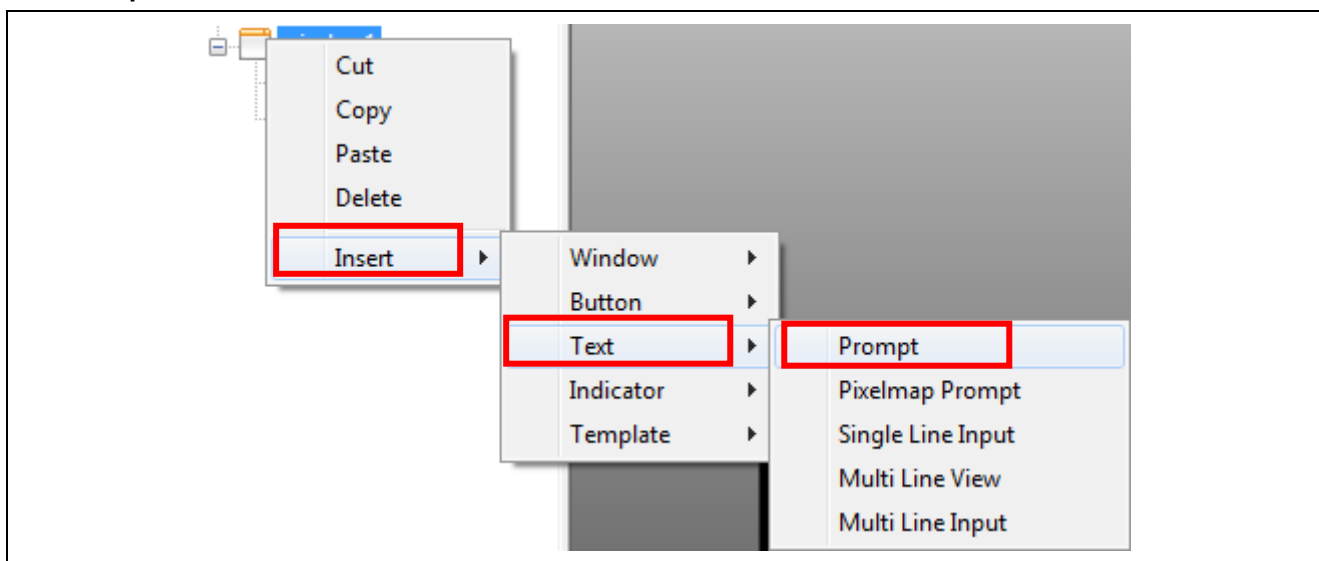 Cut
Copy
Paste
Delete
Insert
Window
Button
Text
Prompt
Indicator
Pixelmap Prompt
Template
Single Line Input
Multi Line View
Multi Line Input